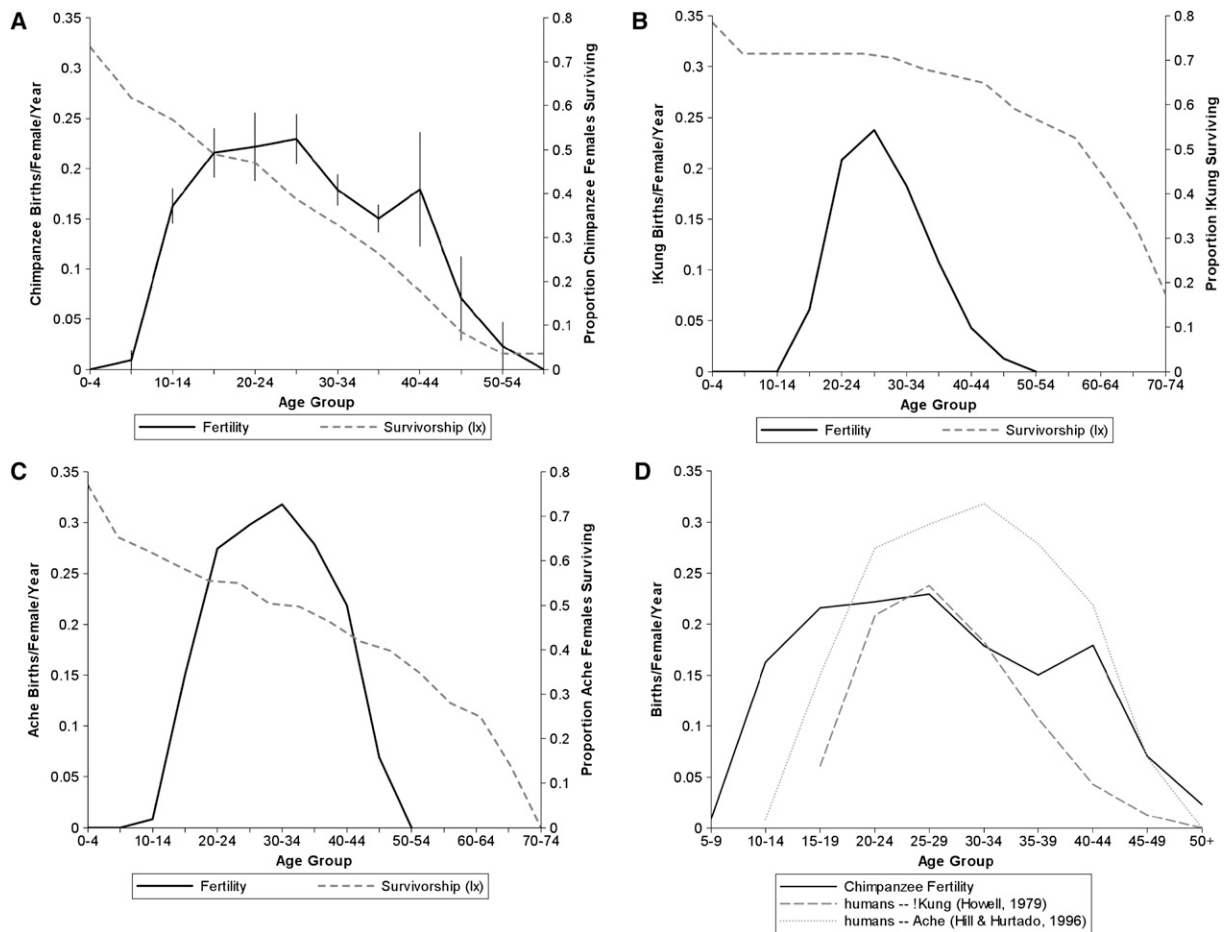 A
Chimpanzee Births/Female/Year
0.35
0.3
0.25
0.2
0.15
0.1
0.05
0
0.8
0.7
0.6
0.5
0.4
0.3
0.2
0.1
0
Proportion Chimpanzee Females Surviving
0-4 10-14 20-24 30-34 40-44 50-54
Age Group
Fertility Survivorship (lx)
B
!Kung Births/Female/Year
0.35
0.3
0.25
0.2
0.15
0.1
0.05
0
0.8
0.7
0.6
0.5
0.4
0.3
0.2
0.1
0
Proportion !Kung Surviving
0-4 10-14 20-24 30-34 40-44 50-54 60-64 70-74
Age Group
Fertility Survivorship (lx)
C
Ache Births/Female/Year
0.35
0.3
0.25
0.2
0.15
0.1
0.05
0
0.8
0.7
0.6
0.5
0.4
0.3
0.2
0.1
0
Proportion Ache Females Surviving
0-4 10-14 20-24 30-34 40-44 50-54 60-64 70-74
Age Group
Fertility Survivorship (lx)
D
Births/Female/Year
0.35
0.3
0.25
0.2
0.15
0.1
0.05
0
5-9 10-14 15-19 20-24 25-29 30-34 35-39 40-44 45-49 50+
Age Group
Chimpanzee Fertility
humans -- !Kung (Howell, 1979)
humans -- Ache (Hill & Hurtado, 1996)